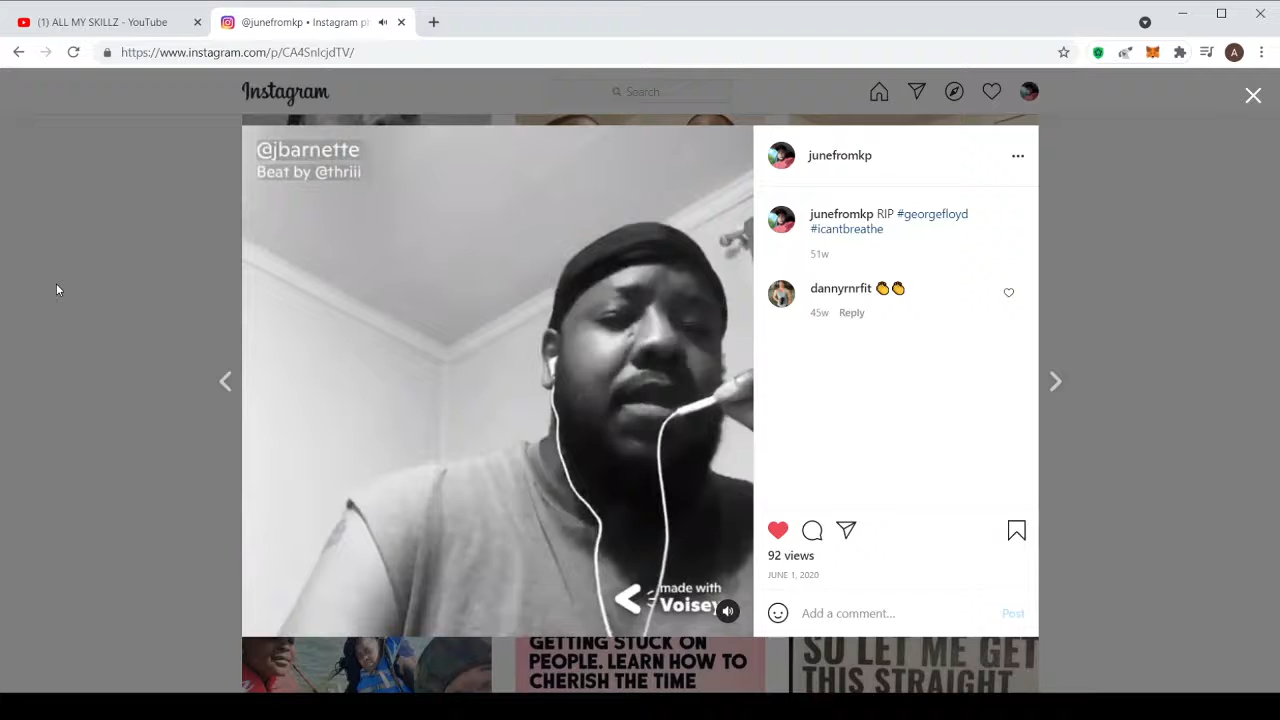 (1) ALL MY SKILLZ - YouTube
@junefromkp • Instagram ph
https://www.instagram.com/p/CA4SnIcjdTV/
A
Instagram
Search
@jbarnette
Beat by @thriii
junefromkp
junefromkp RIP #georgefloyd
#icantbreathe
51w
dannyrnrfit 👏👏
45w Reply
made with
Voisey
92 views
JUNE 1, 2020
Add a comment...
Post
GETTING STUCK ON
PEOPLE. LEARN HOW TO
CHERISH THE TIME
SO LET ME GET
THIS STRAIGHT